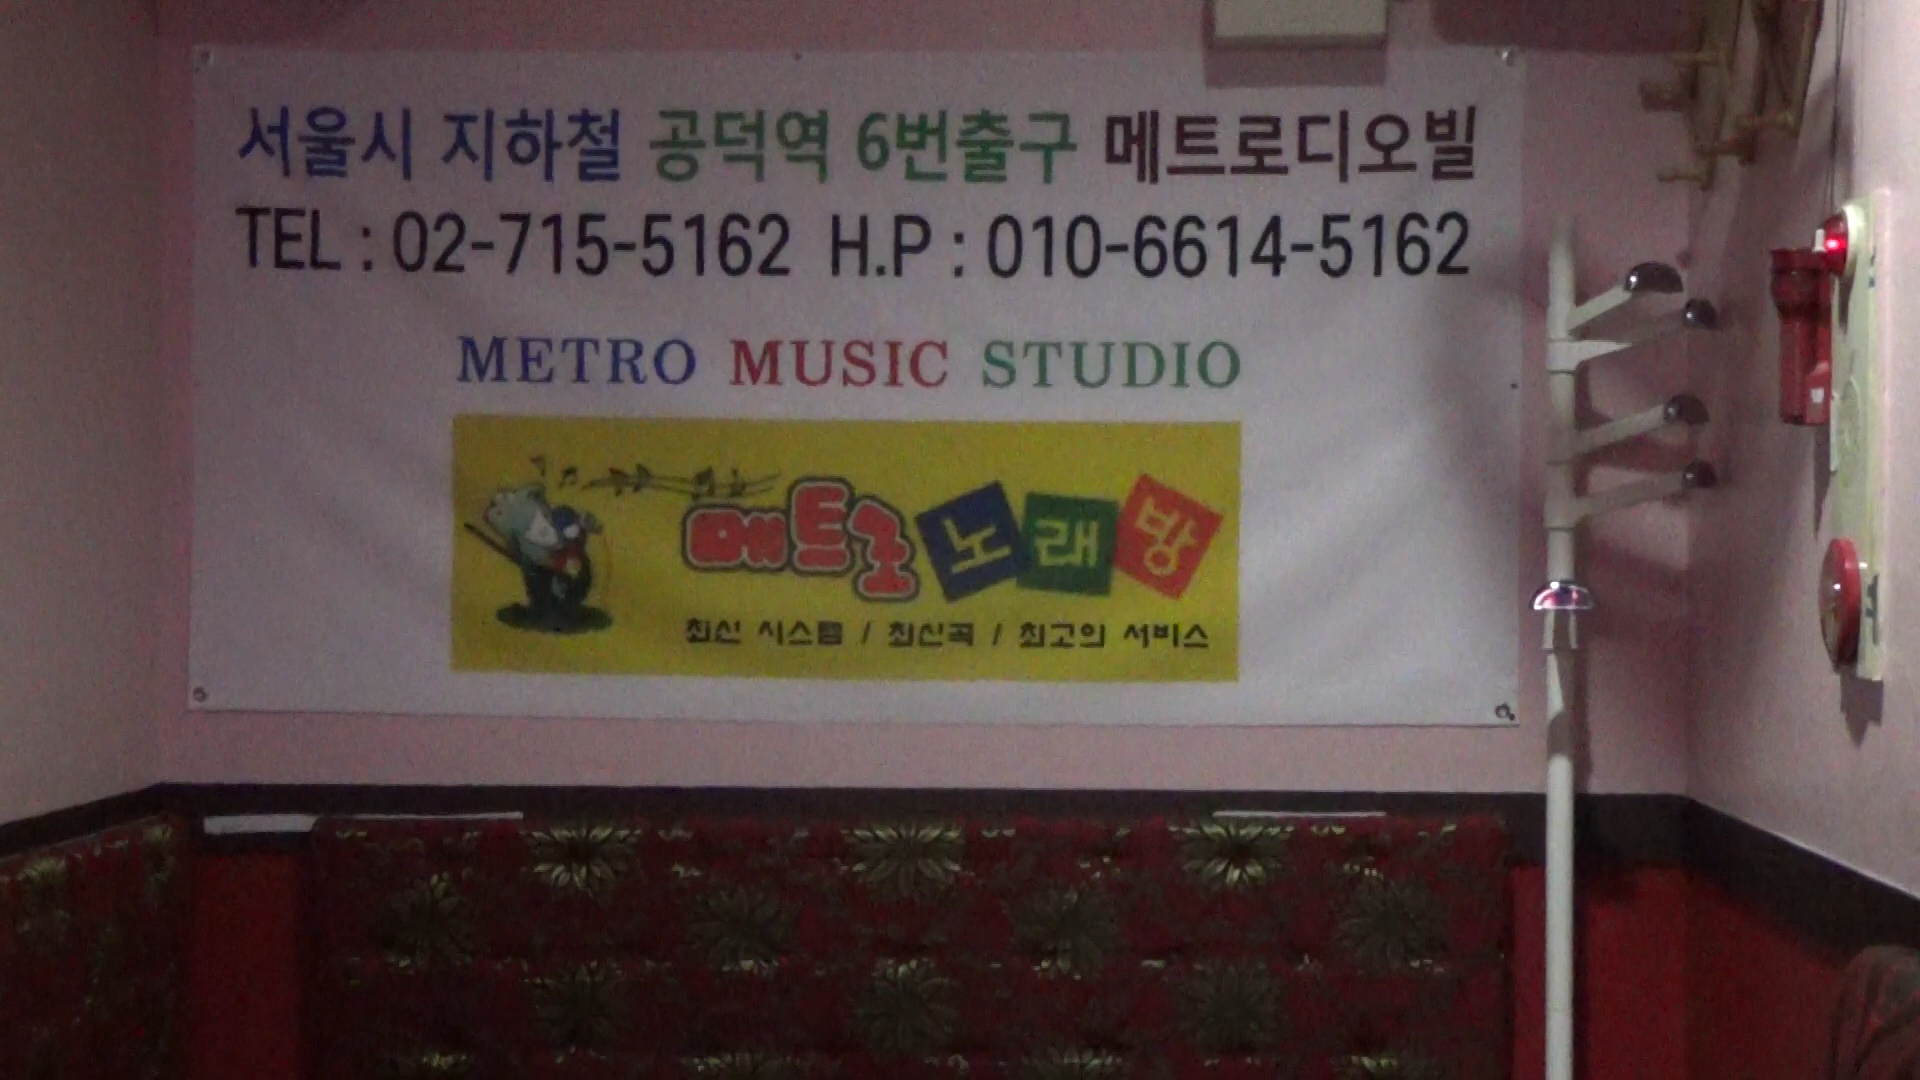 서울시 지하철 공덕역 6번출구 메트로디오빌
TEL : 02-715-5162 H.P : 010-6614-5162
METRO MUSIC STUDIO
메트로노래방
최신 시스템 / 최신곡 / 최고의 서비스